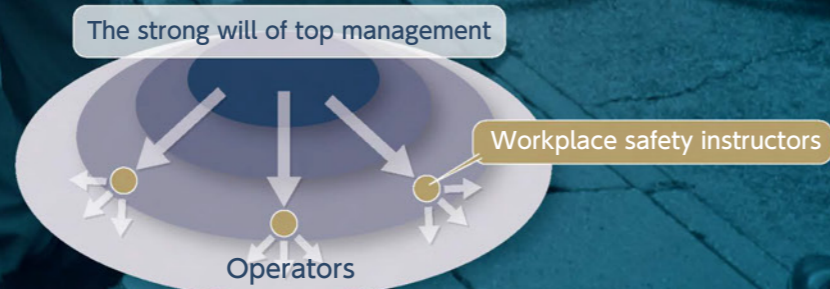 The strong will of top management
Workplace safety instructors
Operators